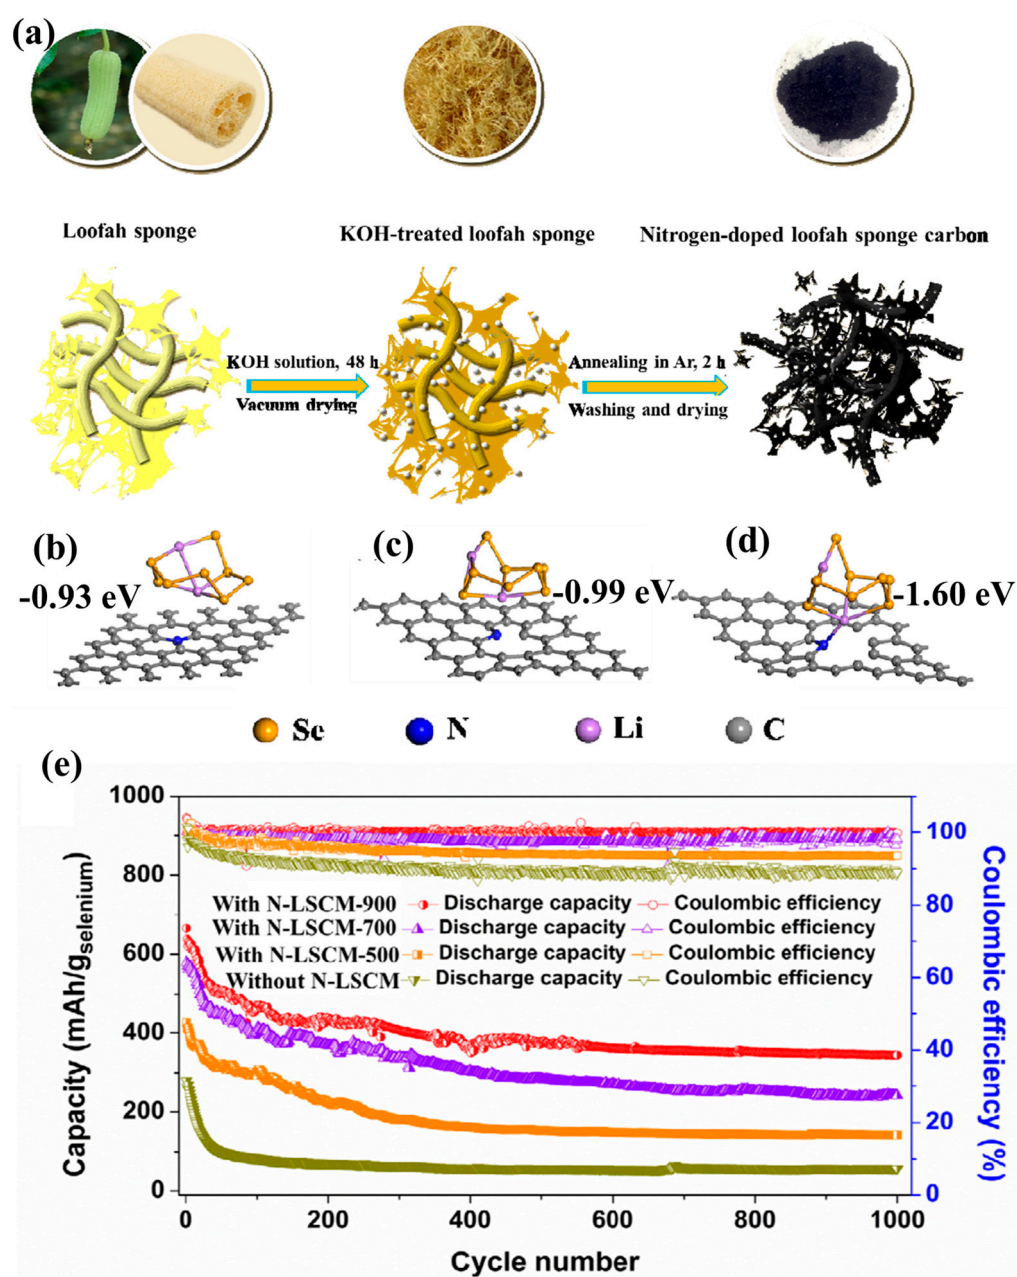 (a)
Loofah sponge
KOH-treated loofah sponge
Nitrogen-doped loofah sponge carbon
KOH solution, 48 h
Vacuum drying
Annealing in Ar, 2 h
Washing and drying
(b)
-0.93 eV
(c)
-0.99 eV
(d)
-1.60 eV
Se
N
Li
C
(e)
Capacity (mAh/gselenium)
1000
800
600
400
200
0
With N-LSCM-900 Discharge capacity Coulombic efficiency
With N-LSCM-700 Discharge capacity Coulombic efficiency
With N-LSCM-500 Discharge capacity Coulombic efficiency
Without N-LSCM Discharge capacity Coulombic efficiency
100
80
60
40
20
0
Coulombic efficiency (%)
0 200 400 600 800 1000
Cycle number